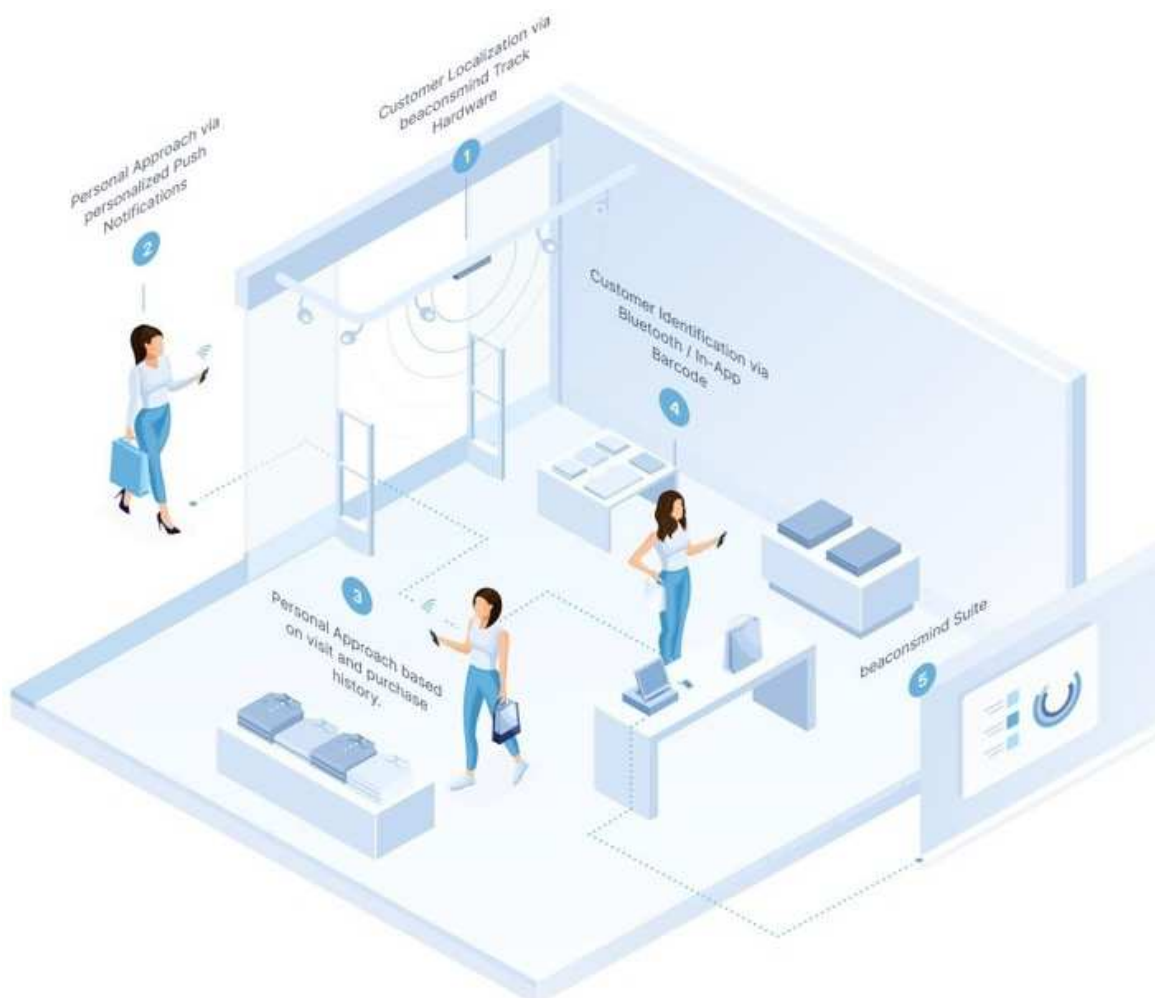 Customer Localization via
beaconsmind Track
Hardware
1
Personal Approach via
personalized Push
Notifications
2
Customer Identification via
Bluetooth / In-App
Barcode
4
3
Personal Approach based
on visit and purchase
history.
beaconsmind Suite
5